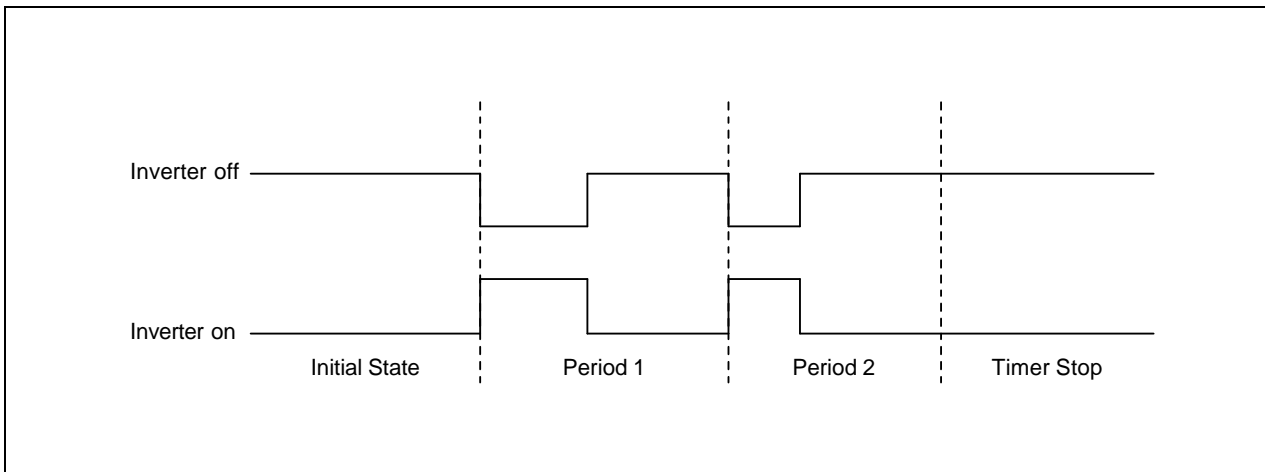 Inverter off
Inverter on
Initial State
Period 1
Period 2
Timer Stop